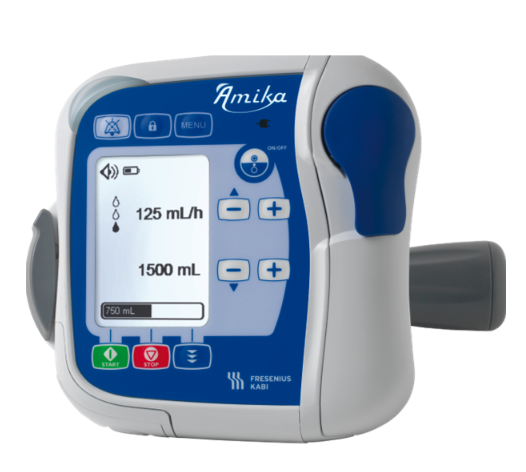 Amika
MENU
ON/OFF
125 mL/h
1500 mL
750 mL
START
STOP
FRESENIUS
KABI